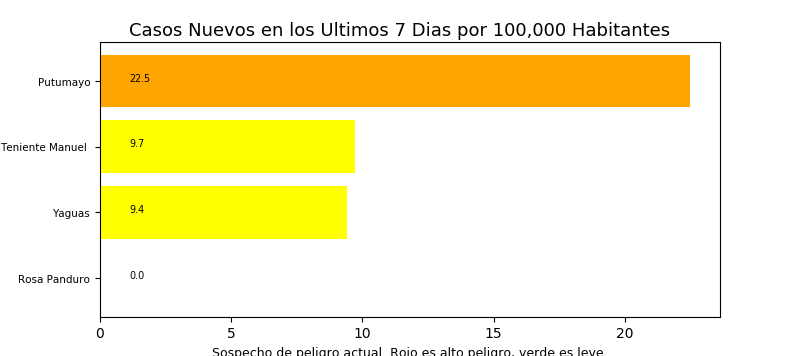 Casos Nuevos en los Ultimos 7 Dias por 100,000 Habitantes
Putumayo 22.5
Teniente Manuel 9.7
Yaguas 9.4
Rosa Panduro 0.0
0 5 10 15 20
Sospecho de peligro actual. Rojo es alto peligro, verde es leve